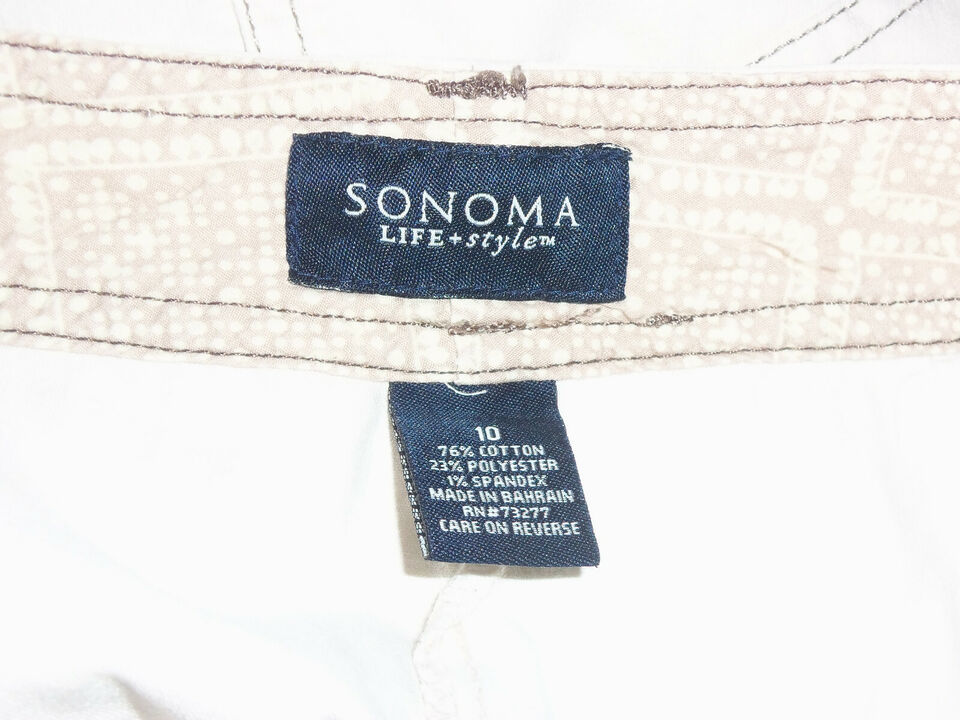 SONOMA
LIFE+style™
10
76% COTTON
23% POLYESTER
1% SPANDEX
MADE IN BAHRAIN
RN#73277
CARE ON REVERSE